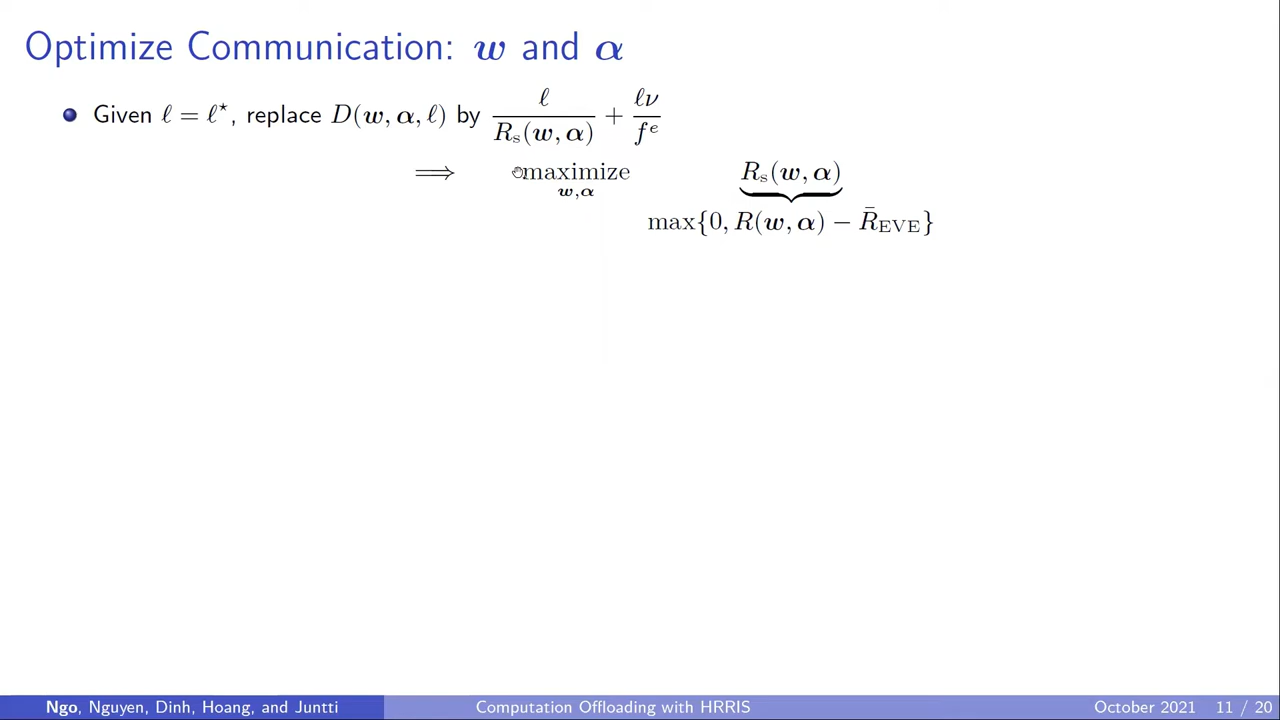 Optimize Communication: w and α
Given ℓ = ℓ⋆, replace D(w, α, ℓ) by ℓ / R_s(w, α) + ℓν / f^e
⟹ maximize_{w,α} R_s(w, α)
max{0, R(w, α) − R̄_EVE}
Ngo, Nguyen, Dinh, Hoang, and Juntti Computation Offloading with HRRIS October 2021 11 / 20